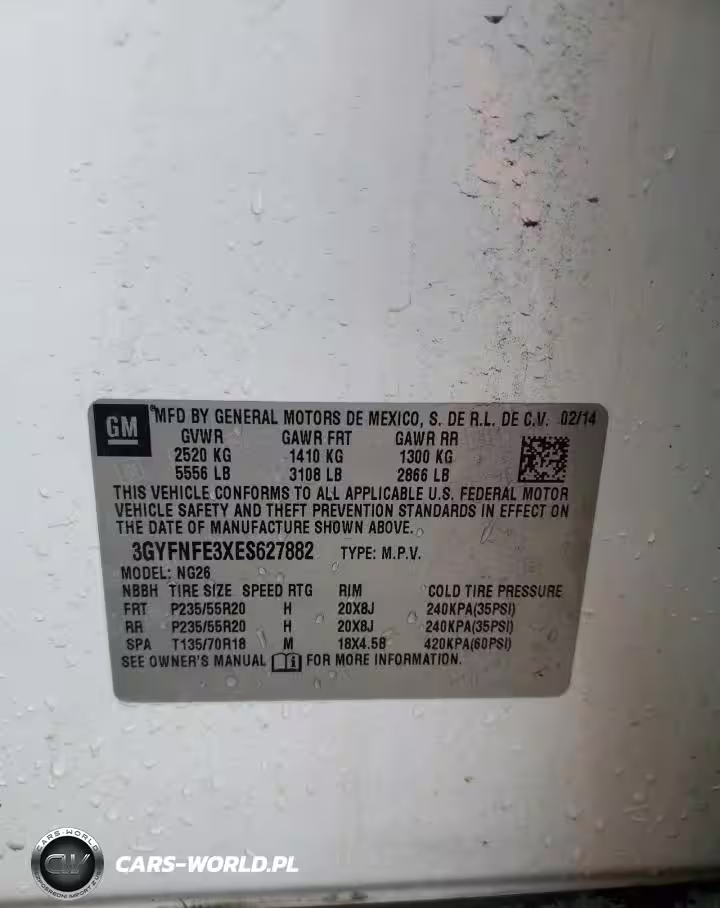 GM
®MFD BY GENERAL MOTORS DE MEXICO, S. DE R.L. DE C.V. 02/14
GVWR GAWR FRT GAWR RR
2520 KG 1410 KG 1300 KG
5556 LB 3108 LB 2866 LB
THIS VEHICLE CONFORMS TO ALL APPLICABLE U.S. FEDERAL MOTOR
VEHICLE SAFETY AND THEFT PREVENTION STANDARDS IN EFFECT ON
THE DATE OF MANUFACTURE SHOWN ABOVE.
3GYFNFE3XES627882 TYPE: M.P.V.
MODEL: NG26
NBBH TIRE SIZE SPEED RTG RIM COLD TIRE PRESSURE
FRT P235/55R20 H 20X8J 240KPA(35PSI)
RR P235/55R20 H 20X8J 240KPA(35PSI)
SPA T135/70R18 M 18X4.5B 420KPA(60PSI)
SEE OWNER'S MANUAL FOR MORE INFORMATION.
CARS-WORLD
CW
CARS-WORLD.PL